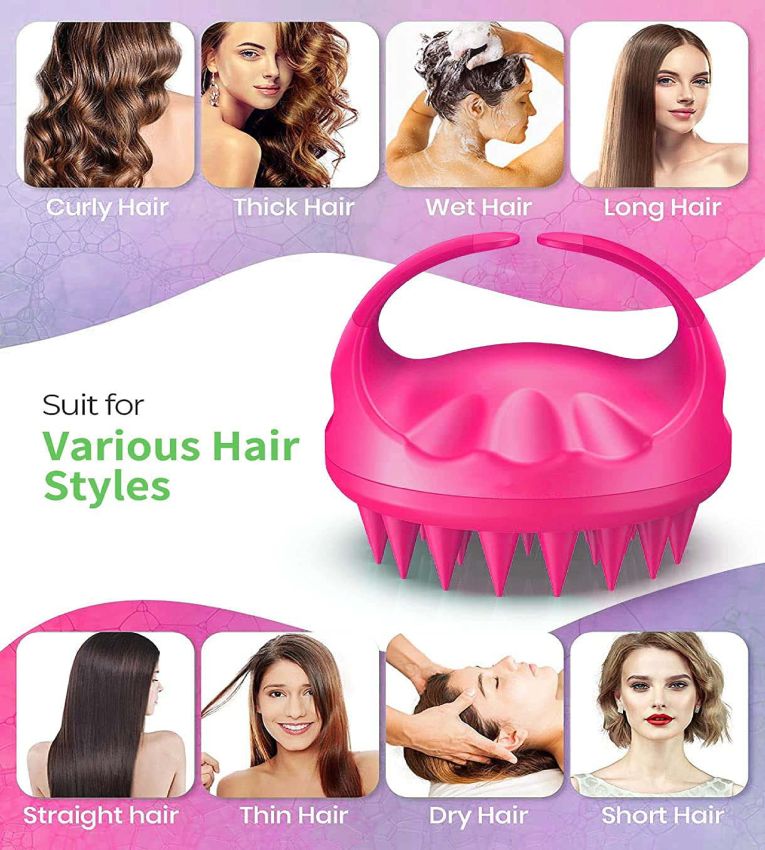 Curly Hair
Thick Hair
Wet Hair
Long Hair
Suit for
Various Hair
Styles
Straight hair
Thin Hair
Dry Hair
Short Hair